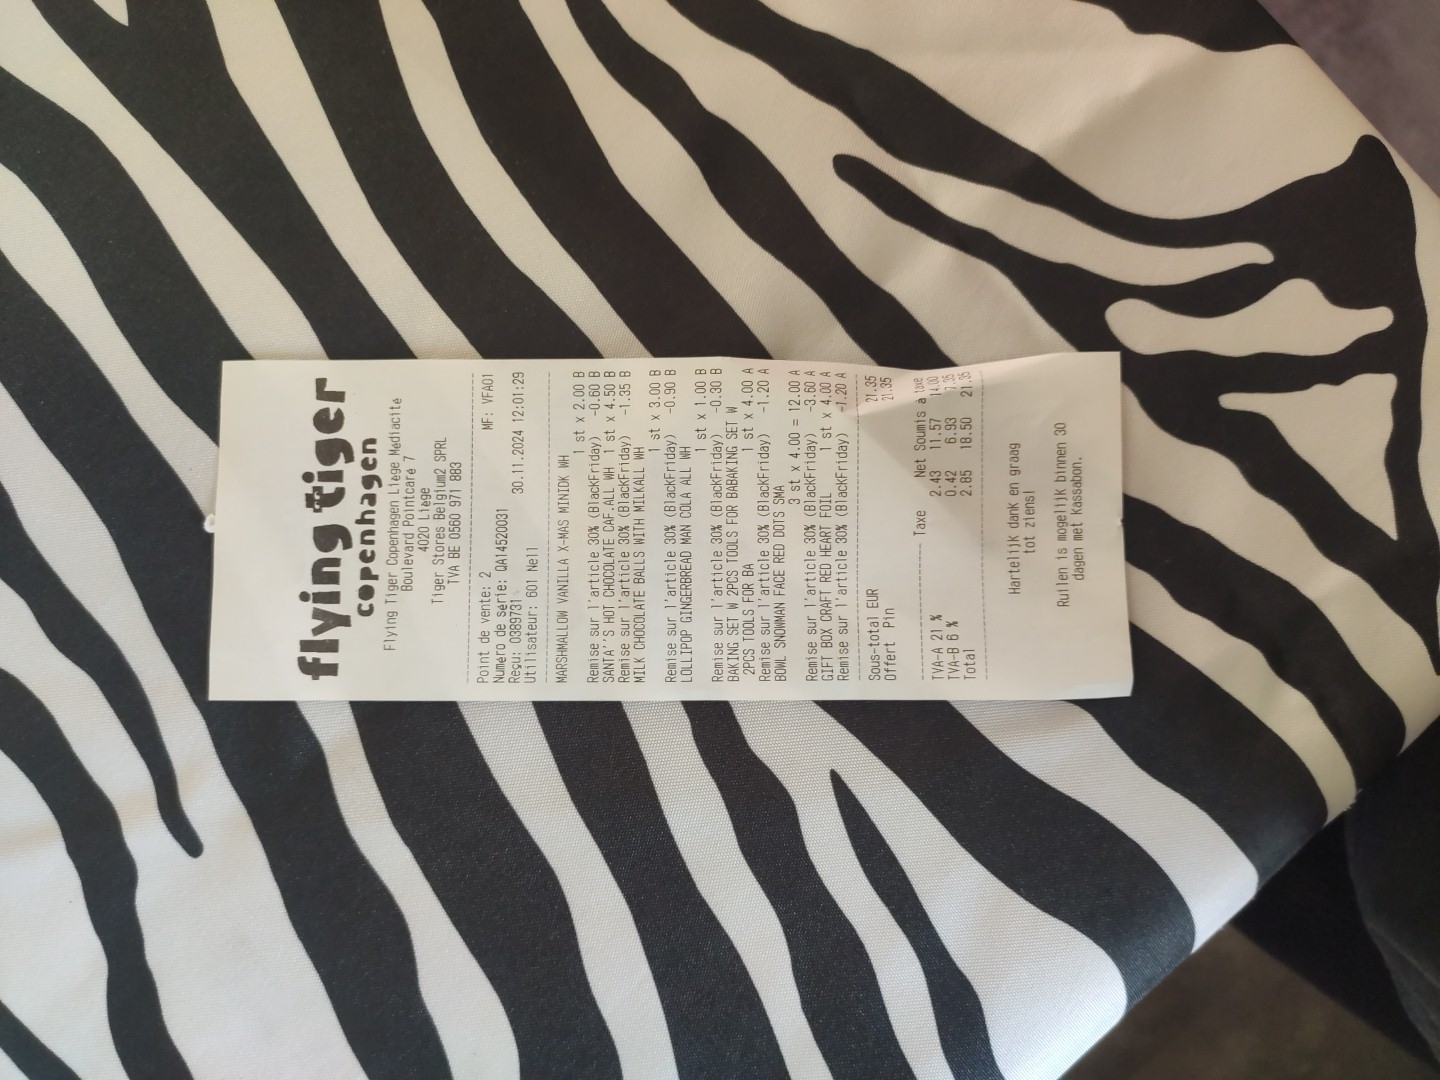 flying tiger
copenhagen
Flying Tiger Copenhagen Liège Médiacité
Boulevard Poincaré 7
4020 Liège
Tiger Stores Belgium2 SPRL
TVA BE 0560 971 883
Point de vente: 2 MF: VFA01
Numéro de série: QA14520031
Reçu: 0389731 30.11.2024 12:01:29
Utilisateur: 601 Nell
MARSHMALLOW VANILLA X-MAS MINIDK WH
1 st x 2.00 B
Remise sur l'article 30% (BlackFriday) -0.60 B
SANTA''S HOT CHOCOLATE CAF.ALL WH 1 st x 4.50 B
Remise sur l'article 30% (BlackFriday) -1.35 B
MILK CHOCOLATE BALLS WITH MILKALL WH
1 st x 3.00 B
Remise sur l'article 30% (BlackFriday) -0.90 B
LOLLIPOP GINGERBREAD MAN COLA ALL WH
1 st x 1.00 B
Remise sur l'article 30% (BlackFriday) -0.30 B
BAKING SET W 2PCS TOOLS FOR BABAKING SET W
2PCS TOOLS FOR BA 1 st x 4.00 A
Remise sur l'article 30% (BlackFriday) -1.20 A
BOWL SNOWMAN FACE RED DOTS SMA
3 st x 4.00 = 12.00 A
Remise sur l'article 30% (BlackFriday) -3.60 A
GIFT BOX CRAFT RED HEART FOIL 1 st x 4.00 A
Remise sur l'article 30% (BlackFriday) -1.20 A
Sous-total EUR 21.35
Offert Pin 21.35
Taxe Net Soumis à taxe
TVA-A 21 % 2.43 11.57 14.00
TVA-B 6 % 0.42 6.93 7.35
Total 2.85 18.50 21.35
Hartelijk dank en graag
tot ziens!
Ruilen is mogelijk binnen 30
dagen met kassabon.